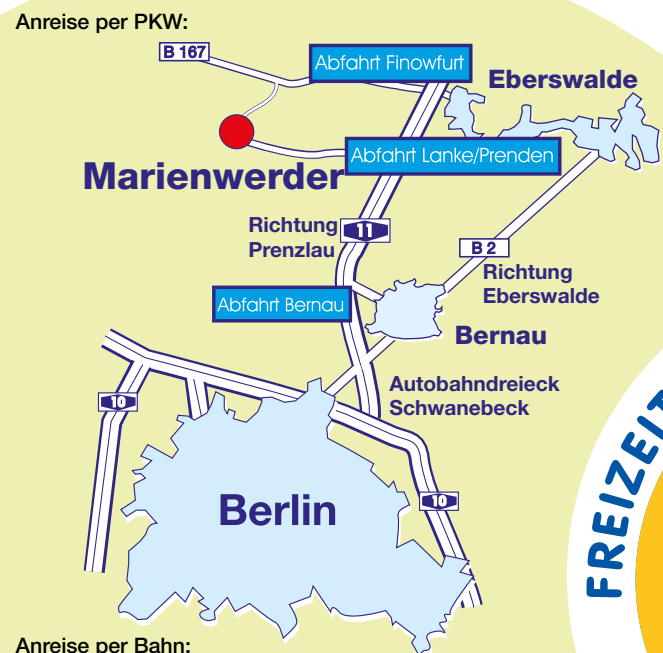 Anreise per PKW:
B 167
Abfahrt Finowfurt
Eberswalde
Abfahrt Lanke/Prenden
Marienwerder
Richtung
Prenzlau
11
B 2
Richtung
Eberswalde
Abfahrt Bernau
Bernau
Autobahndreieck
Schwanebeck
10
10
Berlin
FREIZEIT
Anreise per Bahn: